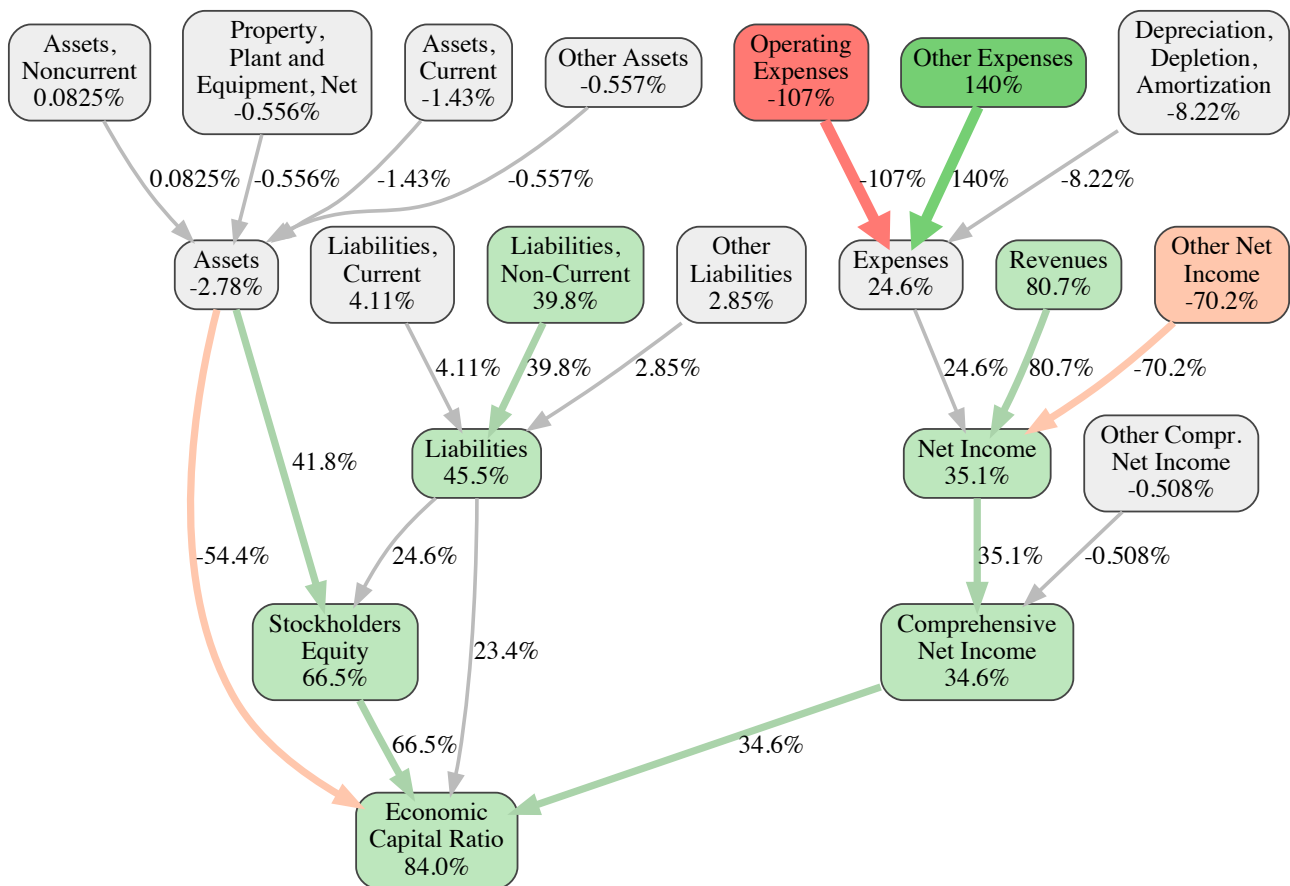 Assets,
Noncurrent
0.0825%
Property,
Plant and
Equipment, Net
-0.556%
Assets,
Current
-1.43%
Other Assets
-0.557%
Operating
Expenses
-107%
Other Expenses
140%
Depreciation,
Depletion,
Amortization
-8.22%
0.0825%
-0.556%
-1.43%
-0.557%
-107%
140%
-8.22%
Assets
-2.78%
Liabilities,
Current
4.11%
Liabilities,
Non-Current
39.8%
Other
Liabilities
2.85%
Expenses
24.6%
Revenues
80.7%
Other Net
Income
-70.2%
4.11%
39.8%
2.85%
24.6%
80.7%
-70.2%
41.8%
Liabilities
45.5%
Net Income
35.1%
Other Compr.
Net Income
-0.508%
-54.4%
24.6%
35.1%
-0.508%
Stockholders
Equity
66.5%
23.4%
Comprehensive
Net Income
34.6%
66.5%
34.6%
Economic
Capital Ratio
84.0%